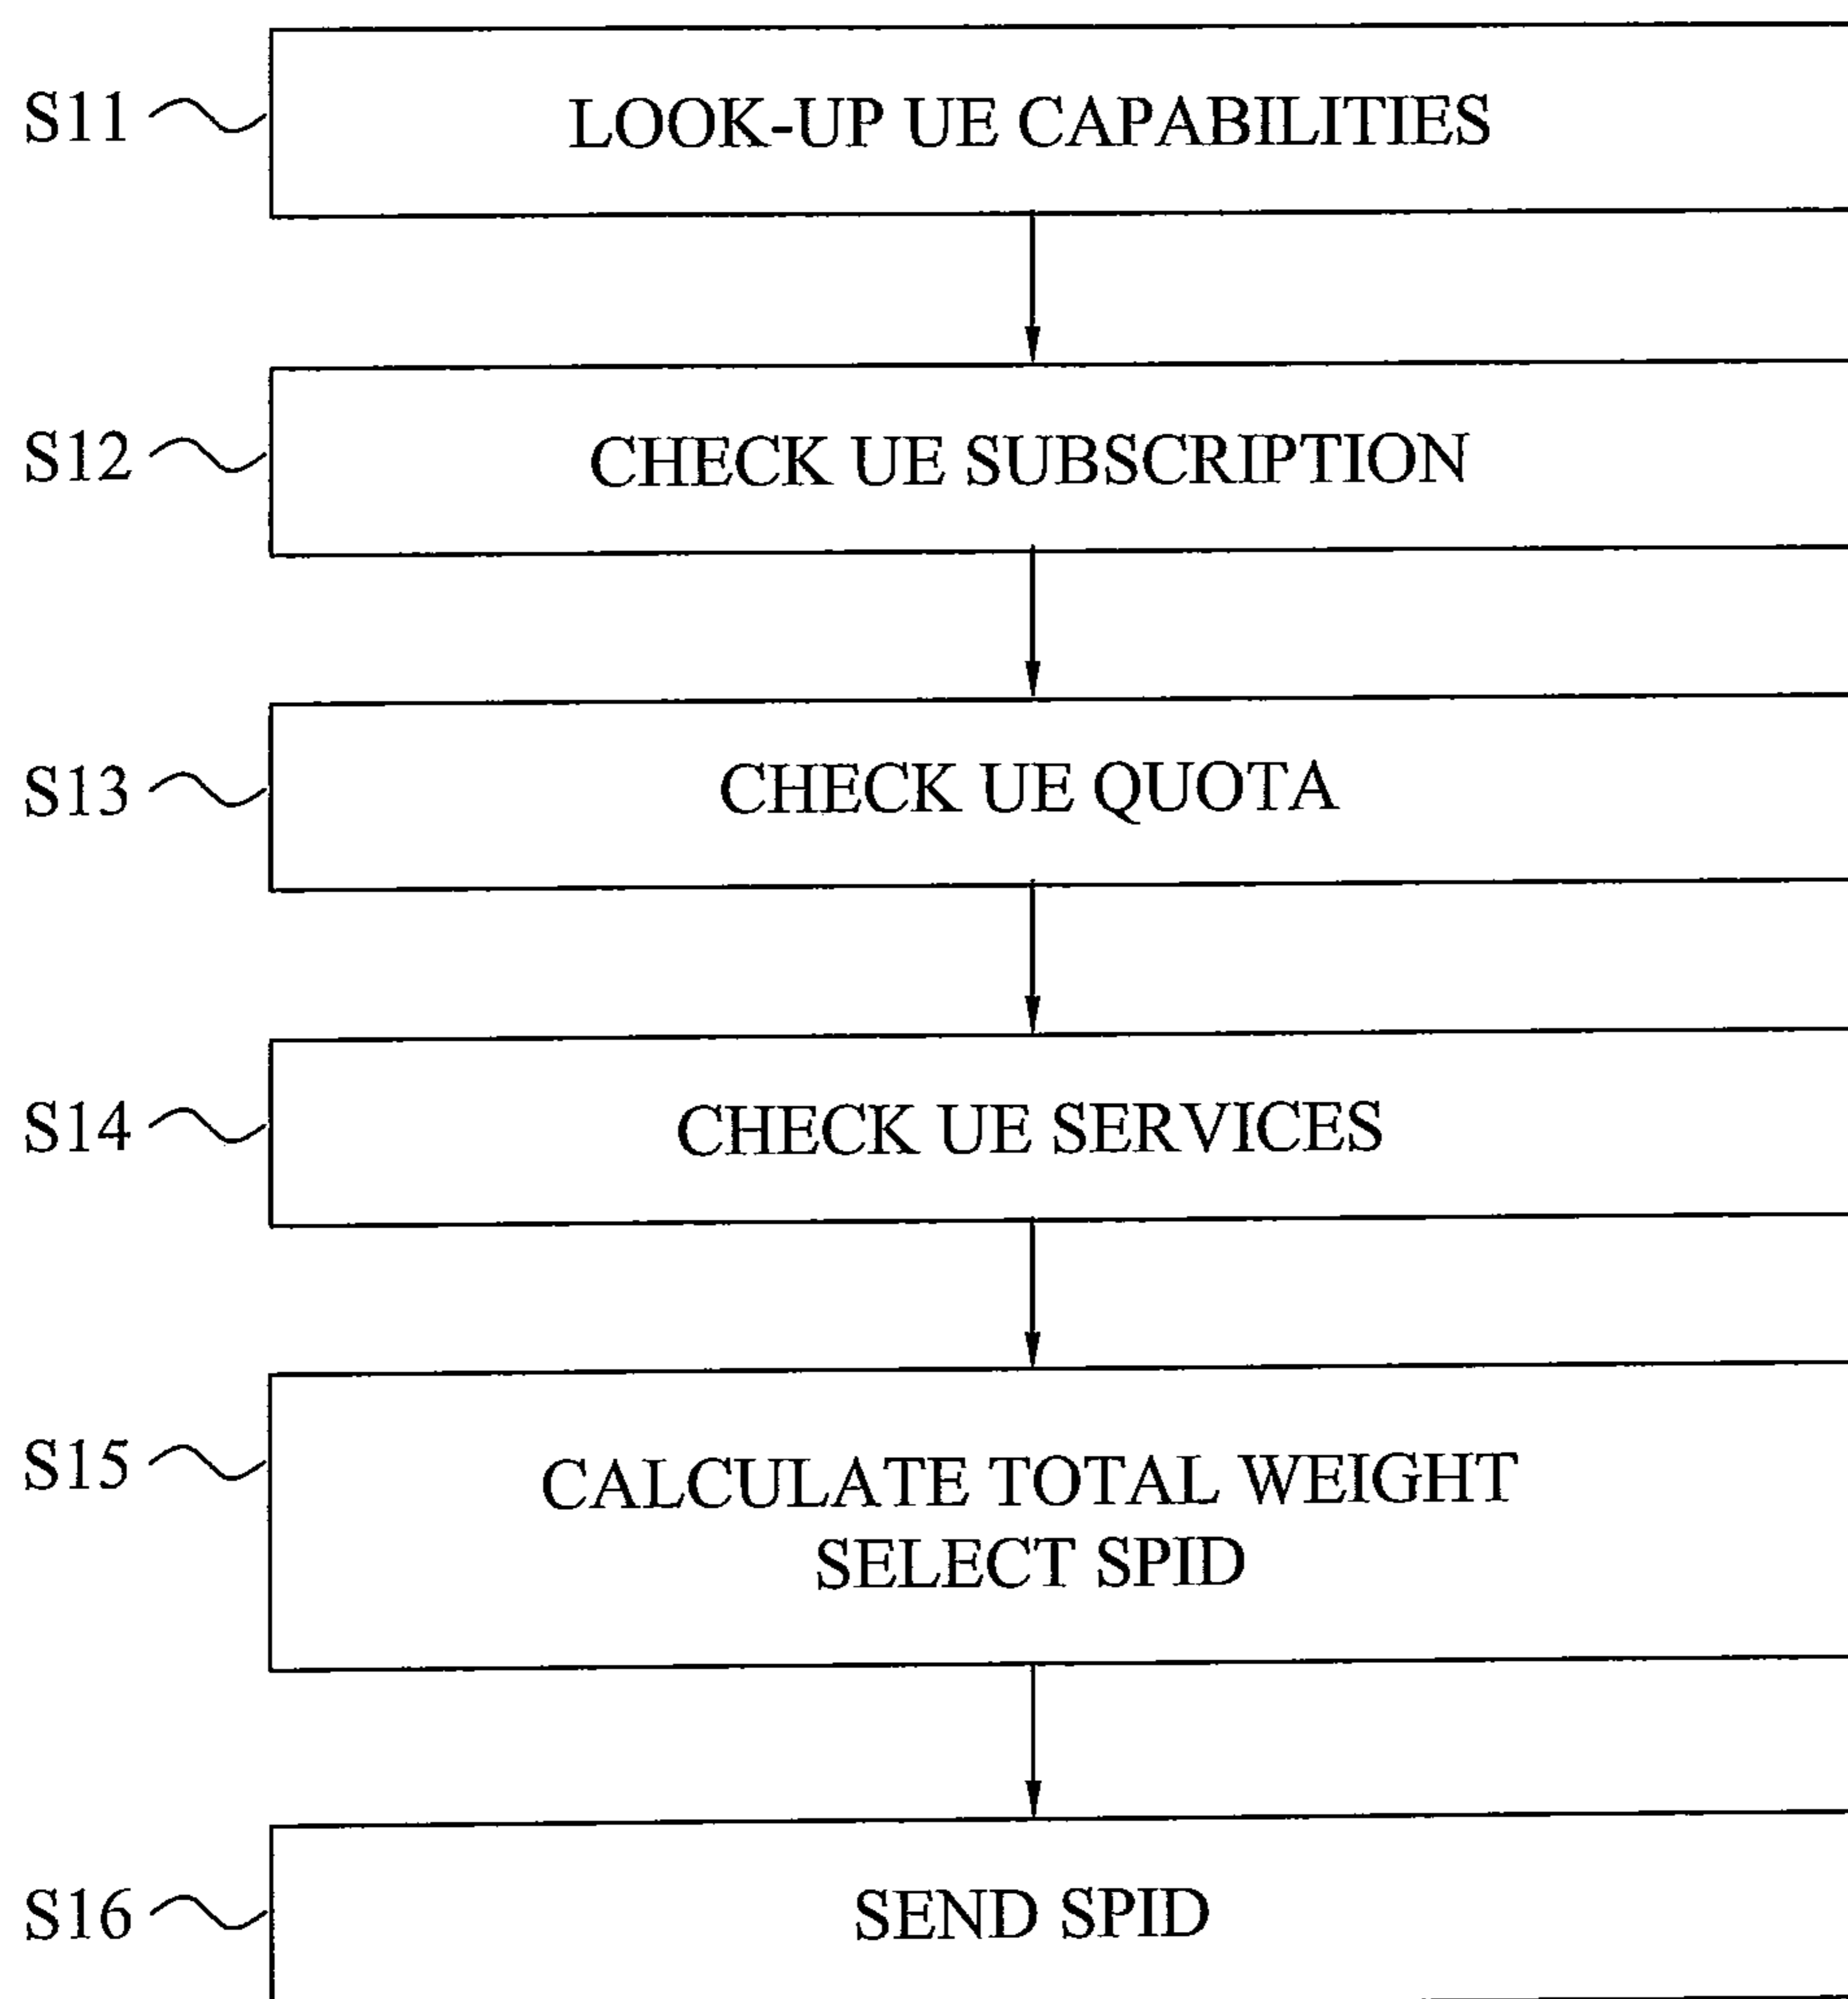 S11 LOOK-UP UE CAPABILITIES
S12 CHECK UE SUBSCRIPTION
S13 CHECK UE QUOTA
S14 CHECK UE SERVICES
S15 CALCULATE TOTAL WEIGHT
SELECT SPID
S16 SEND SPID